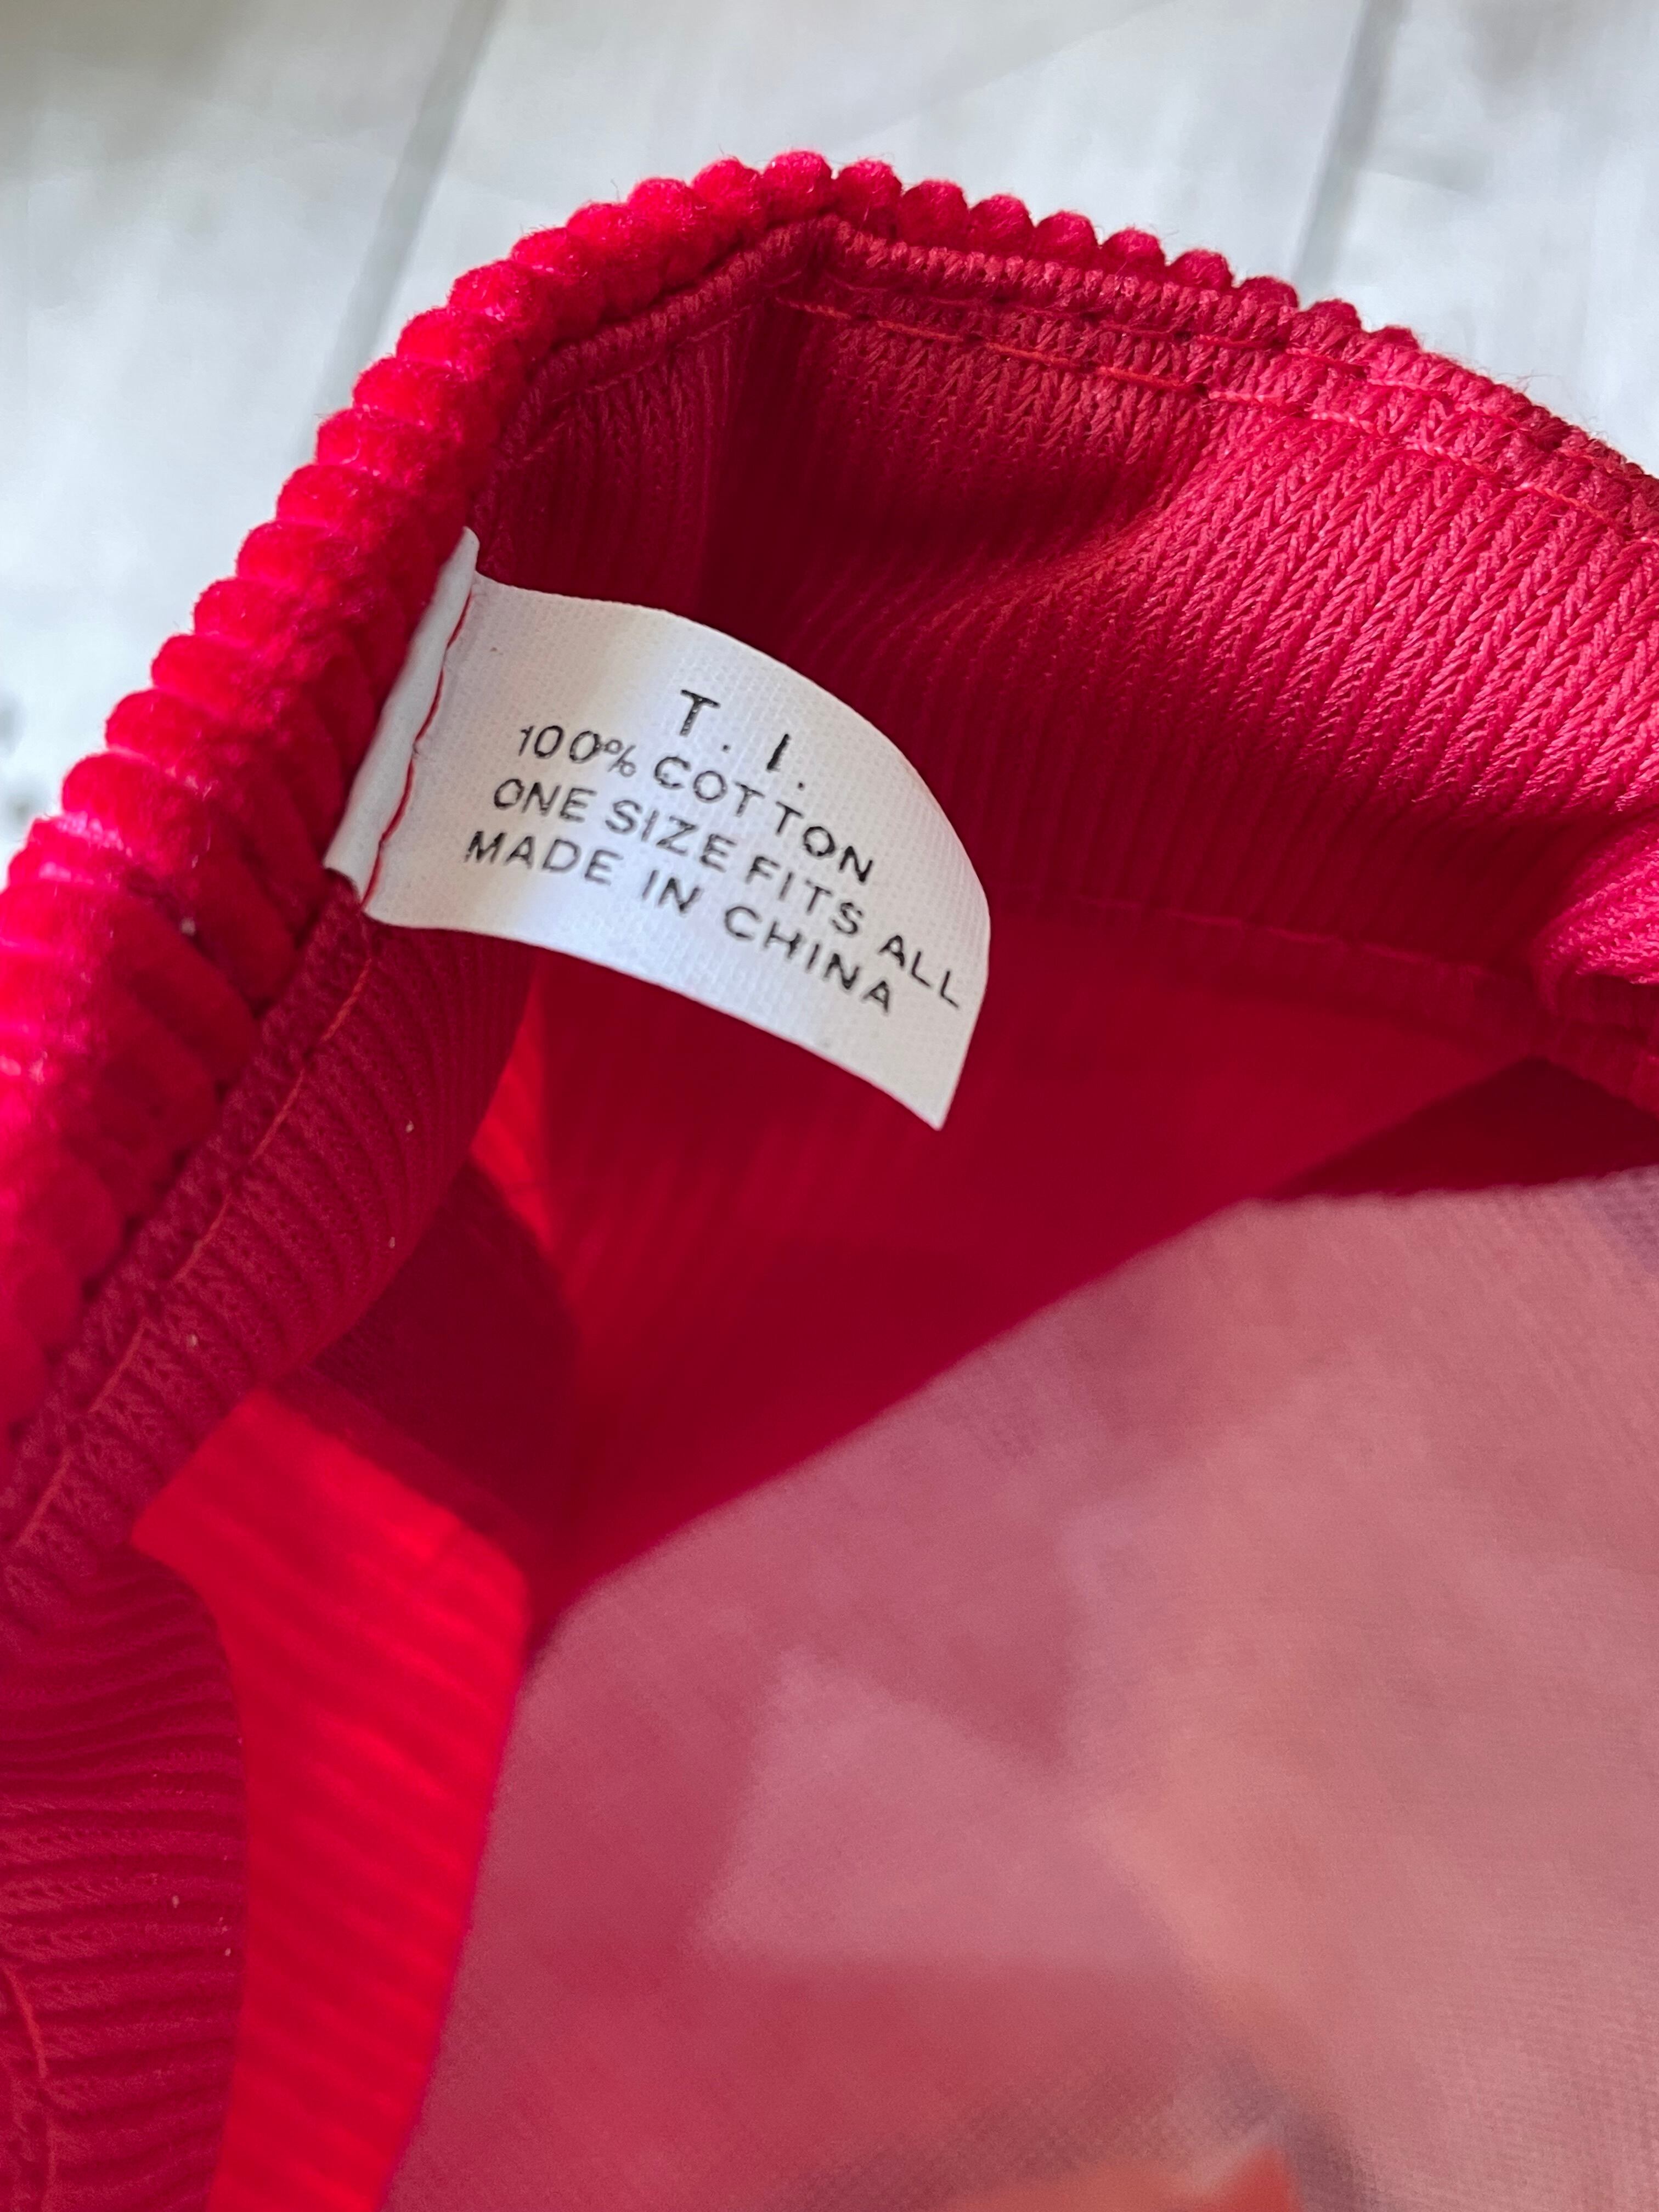 T. I.
100% COTTON
ONE SIZE FITS ALL
MADE IN CHINA